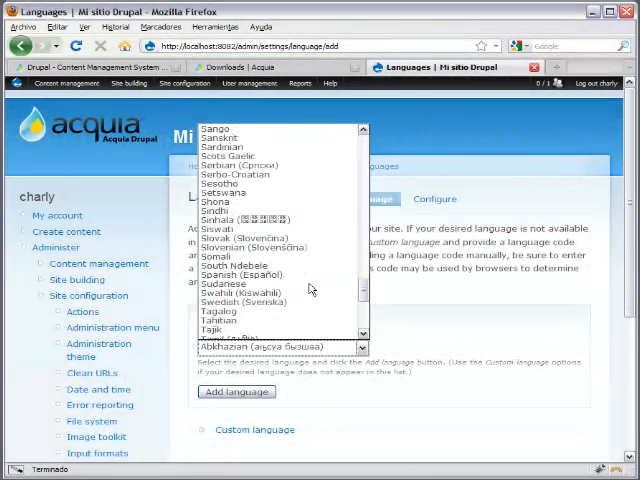 Languages | Mi sitio Drupal - Mozilla Firefox
Archivo Editar Ver Historial Marcadores Herramientas Ayuda
http://localhost:8082/admin/settings/language/add
Google
Drupal - Content Management System ...
Downloads | Acquia
Languages | Mi sitio Drupal
Content management Site building Site configuration User management Reports Help
0 / 1
Log out charly
acquia
Acquia Drupal
Mi
charly
My account
Create content
Administer
Content management
Site building
Site configuration
Actions
Administration menu
Administration
theme
Clean URLs
Date and time
Error reporting
File system
Image toolkit
Input formats
Configure
your site. If your desired language is not available
Custom language and provide a language code
language code manually, be sure to enter
code may be used by browsers to determine
Sango
Sanskrit
Sardinian
Scots Gaelic
Serbian (Српски)
Serbo-Croatian
Sesotho
Setswana
Shona
Sindhi
Sinhala
Siswati
Slovak (Slovenčina)
Slovenian (Slovenščina)
Somali
South Ndebele
Spanish (Español)
Sudanese
Swahili (Kiswahili)
Swedish (Svenska)
Tagalog
Tahitian
Tajik
Abkhazian (аҧсуа бызшәа)
Select the desired language and click the Add language button. (Use the Custom language options
if your desired language does not appear in this list.)
Add language
Custom language
Terminado